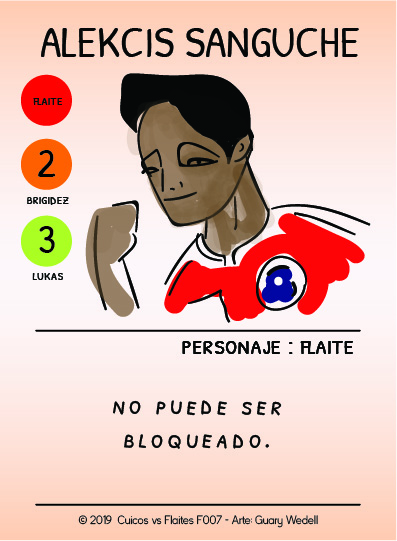 ALEKCIS SANGUCHE
FLAITE
2
BRIGIDEZ
3
LUKAS
PERSONAJE : FLAITE
NO PUEDE SER
BLOQUEADO.
© 2019 Cuicos vs Flaites F007 - Arte: Guary Wedell